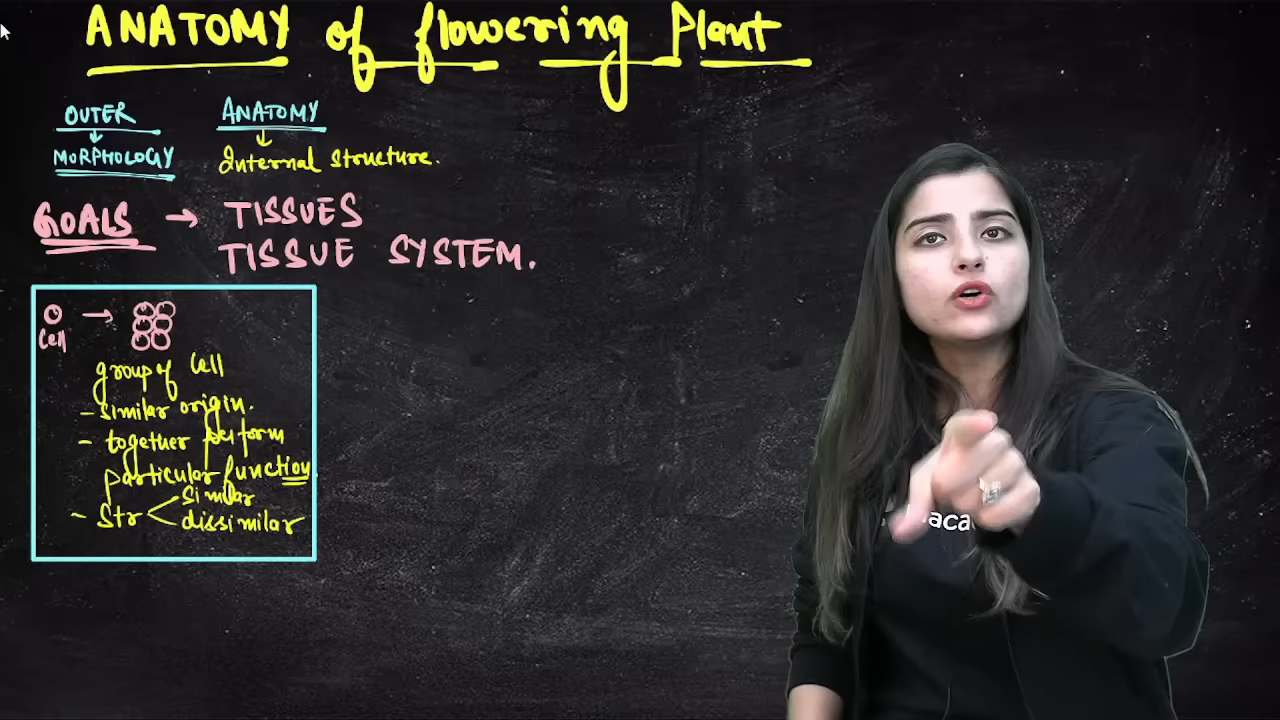 ANATOMY of flowering Plant
OUTER
MORPHOLOGY
ANATOMY
Internal structure.
GOALS → TISSUES
TISSUE SYSTEM.
Cell →
group of Cell
- similar origin.
- together perform
particular function.
- Str < similar
dissimilar
aca